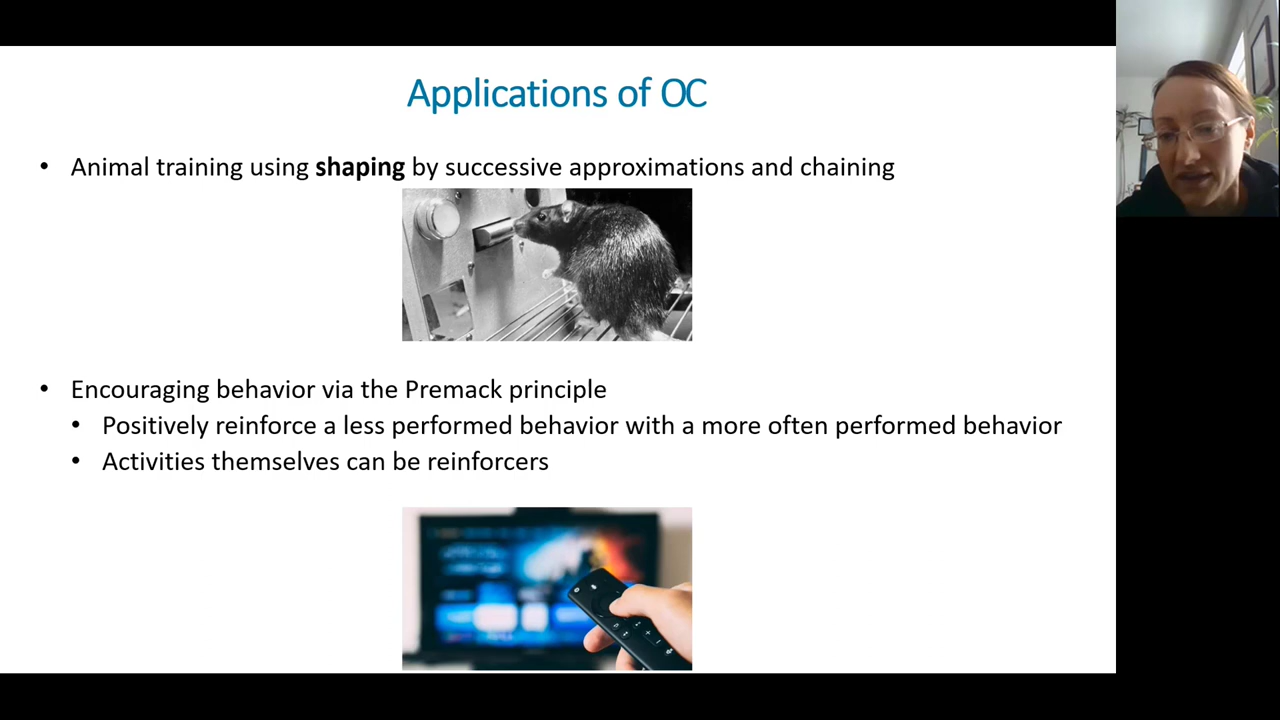 Applications of OC
• Animal training using shaping by successive approximations and chaining
• Encouraging behavior via the Premack principle
• Positively reinforce a less performed behavior with a more often performed behavior
• Activities themselves can be reinforcers